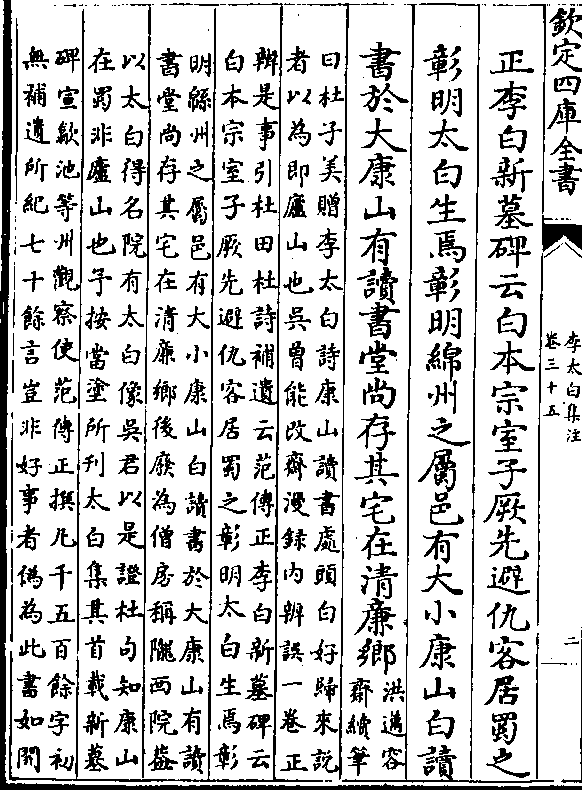 欽定四庫全書
李太白集注
卷三十五
二
正李白新墓碑云白本宗室子厥先避仇客居蜀之
彰明太白生焉彰明綿州之屬邑有大小康山白讀
書於大康山有讀書堂尚存其宅在清廉鄉
洪邁容
齋續筆
曰杜子美贈李太白詩康山讀書處頭白好歸來説
者以為即廬山也吳曾能改齋漫録内辨誤一卷正
辨是事引杜田杜詩補遺云范傳正李白新墓碑云
白本宗室子厥先避仇客居蜀之彰明太白生焉彰
明緜州之屬邑有大小康山白讀書於大康山有讀
書堂尚存其宅在清廉鄉後廢為僧房稱隴西院葢
以太白得名院有太白像吳君以是證杜句知康山
在蜀非廬山也予按當塗所刊太白集其首載新墓
碑宣歙池等州觀察使范傳正撰凡千五百餘字初
無補遺所紀七十餘言豈非好事者偽為此書如開